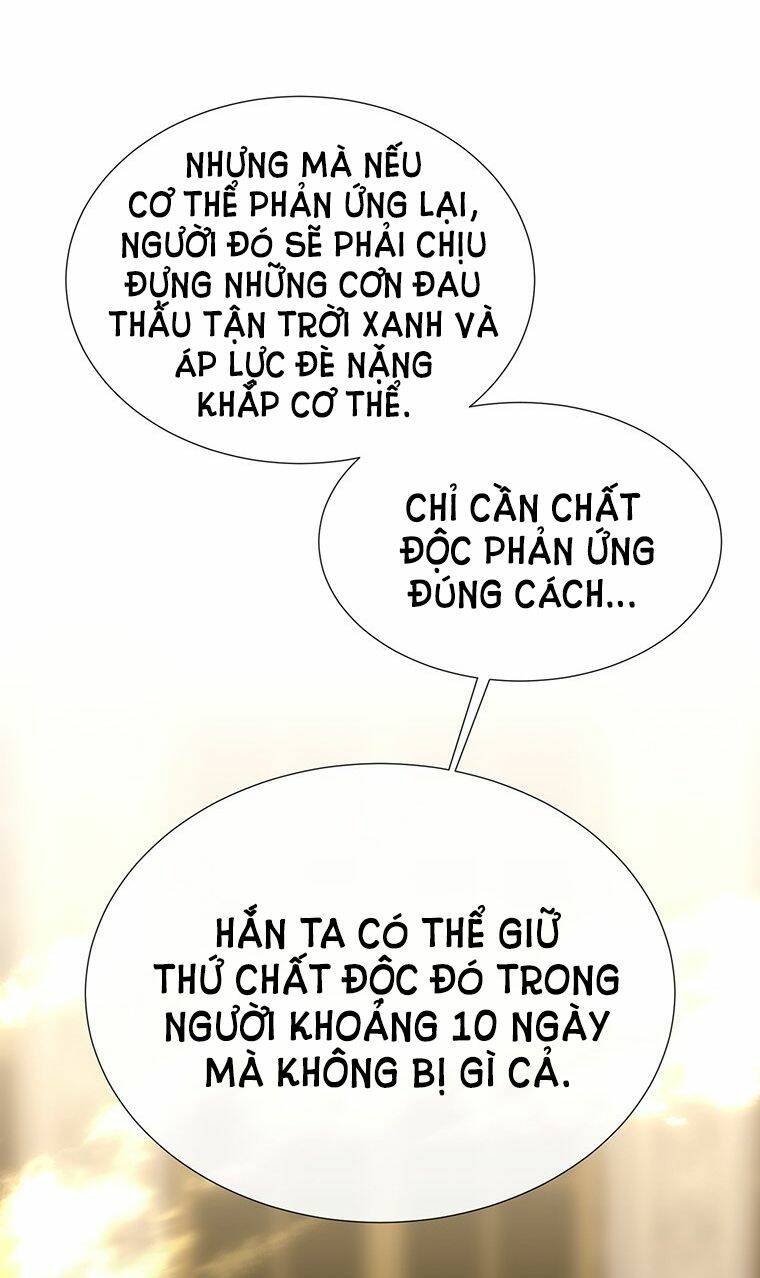 NHƯNG MÀ NẾU
CƠ THỂ PHẢN ỨNG LẠI,
NGƯỜI ĐÓ SẼ PHẢI CHỊU
ĐỰNG NHỮNG CƠN ĐAU
THẤU TẬN TRỜI XANH VÀ
ÁP LỰC ĐÈ NẶNG
KHẮP CƠ THỂ.
CHỈ CẦN CHẤT
ĐỘC PHẢN ỨNG
ĐÚNG CÁCH...
HẮN TA CÓ THỂ GIỮ
THỨ CHẤT ĐỘC ĐÓ TRONG
NGƯỜI KHOẢNG 10 NGÀY
MÀ KHÔNG BỊ GÌ CẢ.